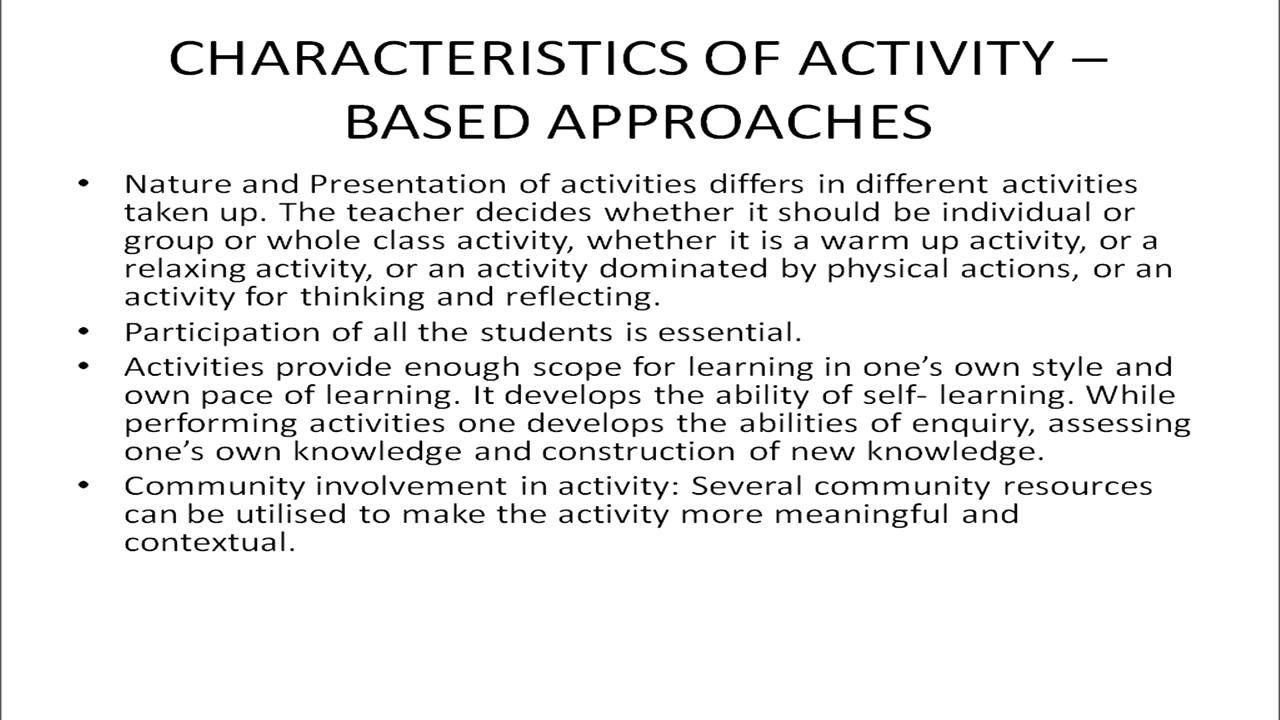 CHARACTERISTICS OF ACTIVITY –
BASED APPROACHES
• Nature and Presentation of activities differs in different activities
taken up. The teacher decides whether it should be individual or
group or whole class activity, whether it is a warm up activity, or a
relaxing activity, or an activity dominated by physical actions, or an
activity for thinking and reflecting.
• Participation of all the students is essential.
• Activities provide enough scope for learning in one’s own style and
own pace of learning. It develops the ability of self- learning. While
performing activities one develops the abilities of enquiry, assessing
one’s own knowledge and construction of new knowledge.
• Community involvement in activity: Several community resources
can be utilised to make the activity more meaningful and
contextual.